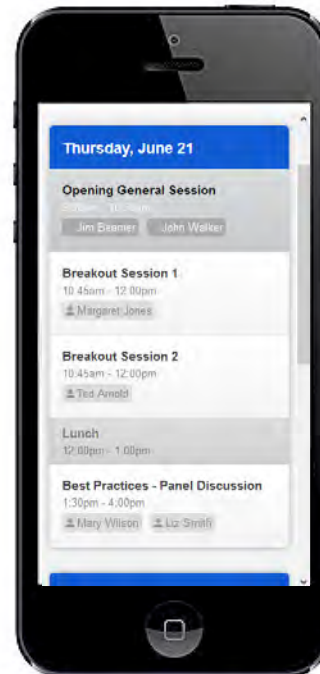 Thursday, June 21
Opening General Session
Jim Beamer John Walker
Breakout Session 1
10:45am - 12:00pm
Margaret Jones
Breakout Session 2
10:45am - 12:00pm
Ted Arnold
Lunch
12:00pm - 1:00pm
Best Practices - Panel Discussion
1:30pm - 4:00pm
Mary Wilson Liz Smith